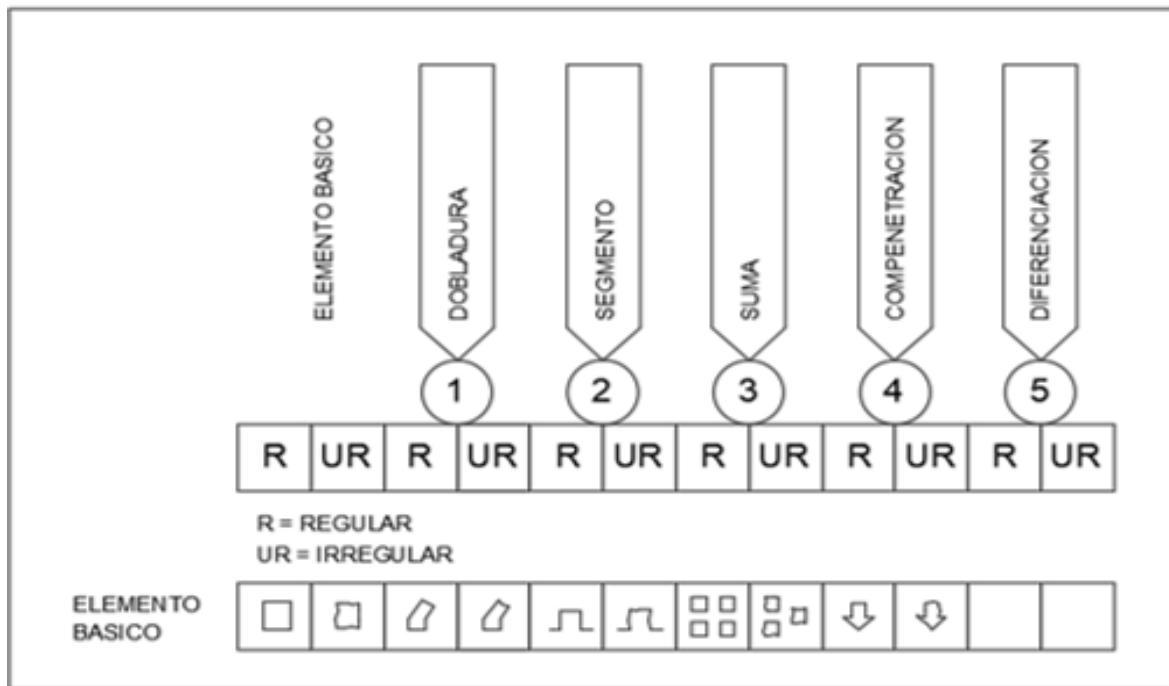 ELEMENTO BASICO
DOBLADURA
SEGMENTO
SUMA
COMPENETRACION
DIFERENCIACION
1 2 3 4 5
R UR R UR R UR R UR R UR R UR
R = REGULAR
UR = IRREGULAR
ELEMENTO
BASICO